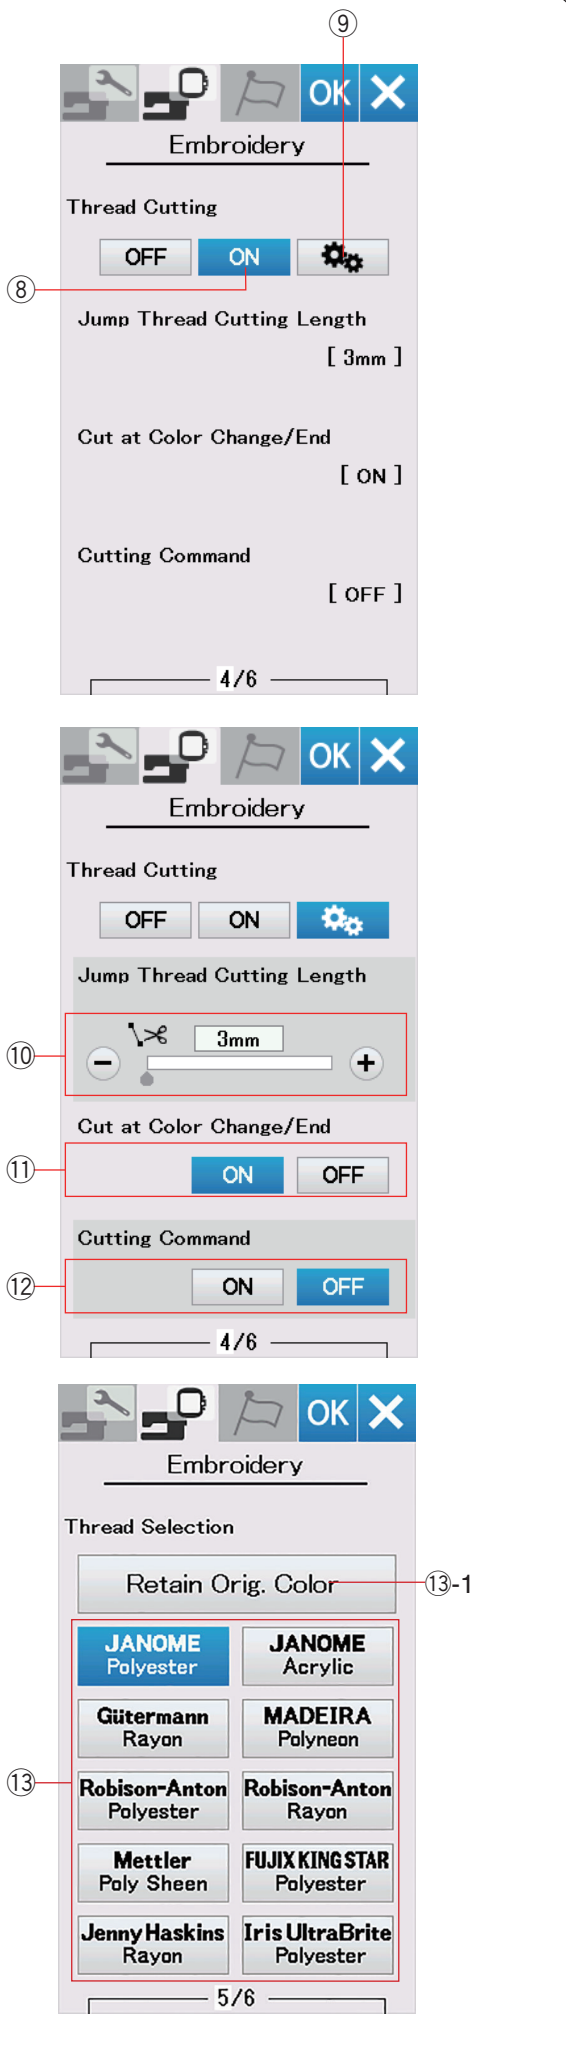 ⑨
OK
Embroidery
Thread Cutting
OFF ON
⑧
Jump Thread Cutting Length
[ 3mm ]
Cut at Color Change/End
[ ON ]
Cutting Command
[ OFF ]
4/6
OK
Embroidery
Thread Cutting
OFF ON
Jump Thread Cutting Length
3mm
⑩ − +
Cut at Color Change/End
⑪ ON OFF
Cutting Command
⑫ ON OFF
4/6
OK
Embroidery
Thread Selection
Retain Orig. Color ⑬-1
JANOME JANOME
Polyester Acrylic
Gütermann MADEIRA
Rayon Polyneon
⑬ Robison-Anton Robison-Anton
Polyester Rayon
Mettler FUJIX KING STAR
Poly Sheen Polyester
Jenny Haskins Iris UltraBrite
Rayon Polyester
5/6